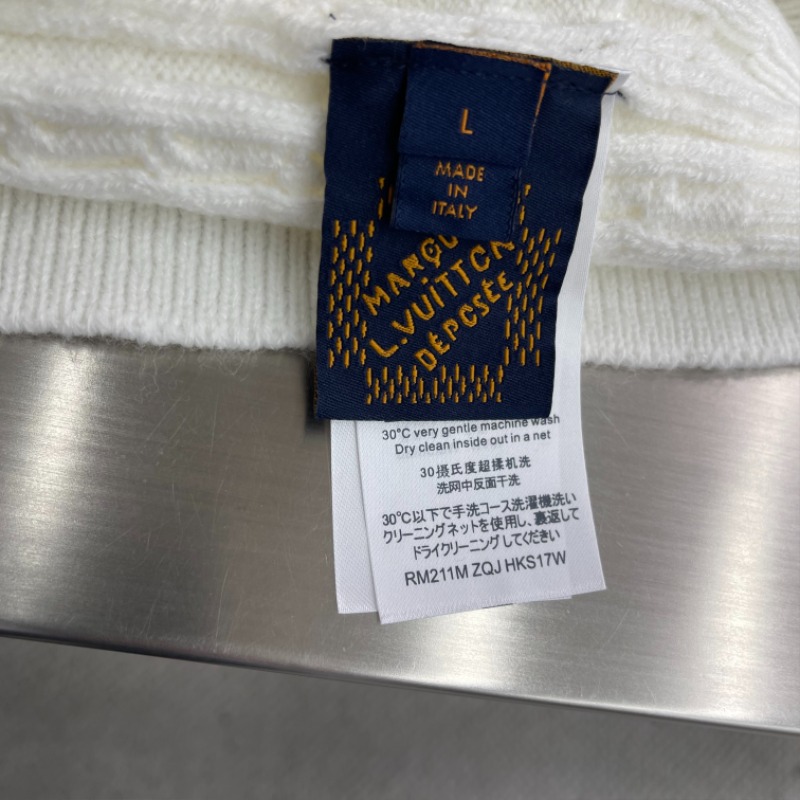 L
MADE
IN
ITALY
L.VUITTON
DÉPOSÉE
30°C very gentle machine wash
Dry clean inside out in a net
30摄氏度超揉机洗
洗网中反面干洗
30℃以下で手洗コース洗濯機洗い
クリーニングネットを使用し、裏返して
ドライクリーニングしてください
RM211M ZQJ HKS17W